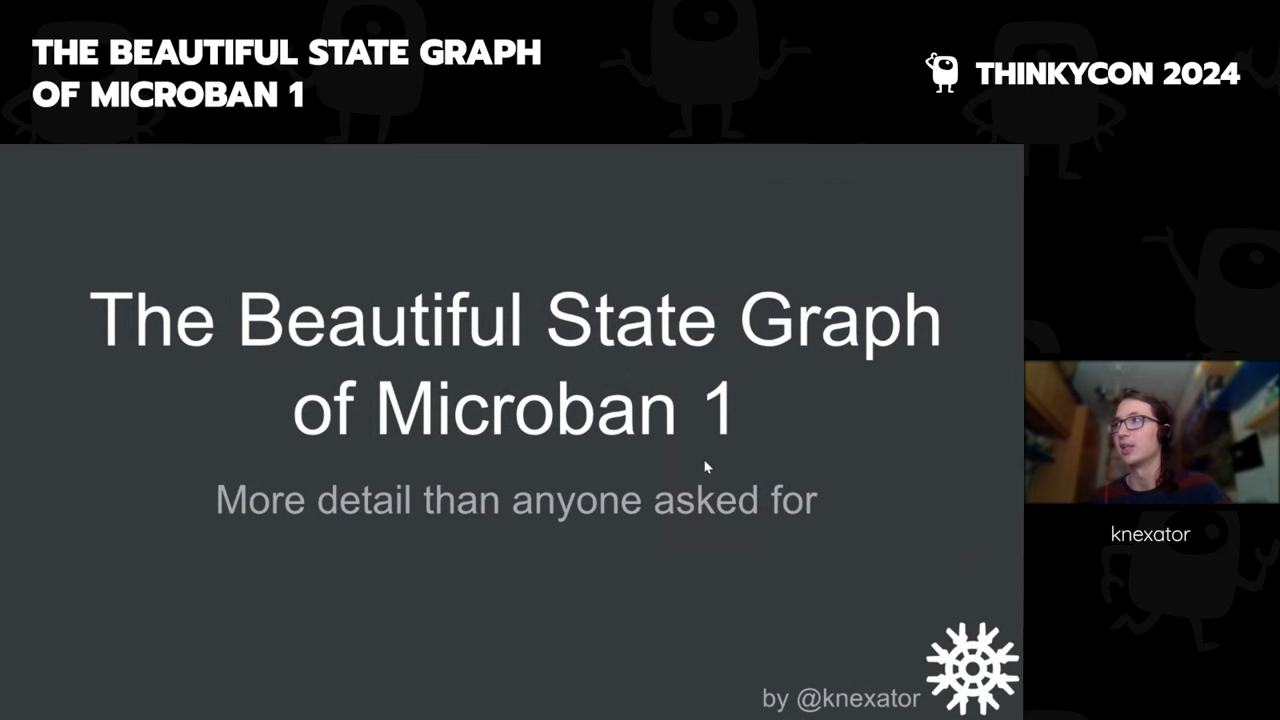 THE BEAUTIFUL STATE GRAPH
OF MICROBAN 1
THINKYCON 2024
The Beautiful State Graph
of Microban 1
More detail than anyone asked for
knexator
by @knexator